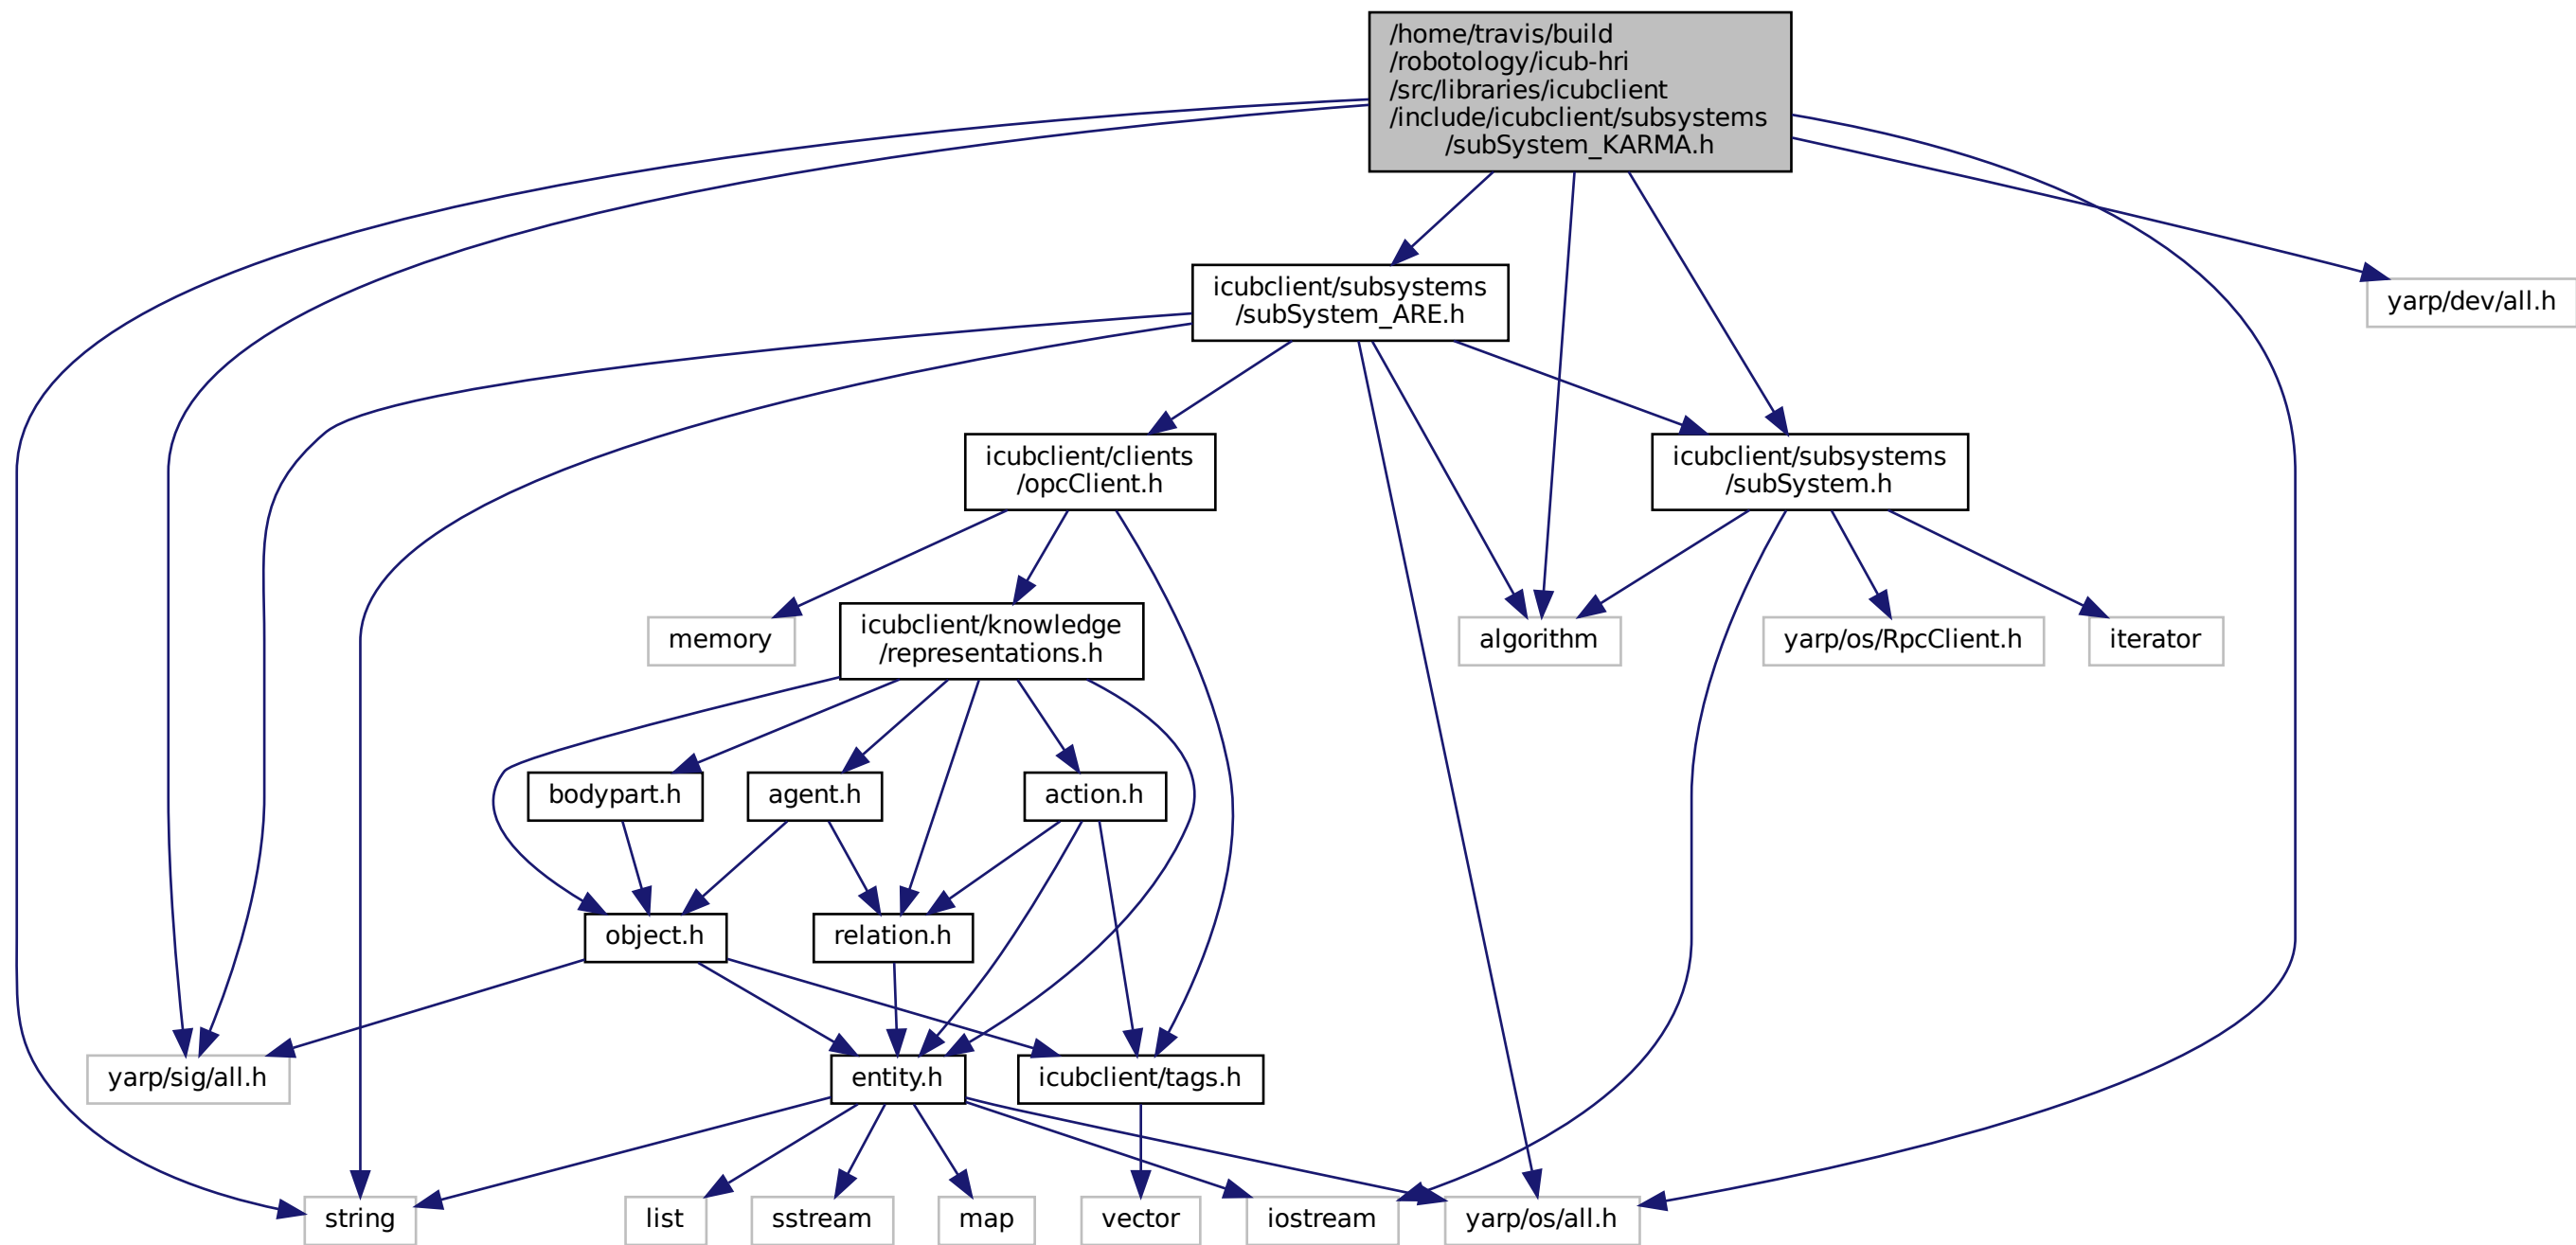 /home/travis/build
/robotology/icub-hri
/src/libraries/icubclient
/include/icubclient/subsystems
/subSystem_KARMA.h
icubclient/subsystems
/subSystem_ARE.h
yarp/dev/all.h
icubclient/clients
/opcClient.h
icubclient/subsystems
/subSystem.h
memory
icubclient/knowledge
/representations.h
algorithm
yarp/os/RpcClient.h
iterator
bodypart.h
agent.h
action.h
object.h
relation.h
yarp/sig/all.h
entity.h
icubclient/tags.h
string
list
sstream
map
vector
iostream
yarp/os/all.h